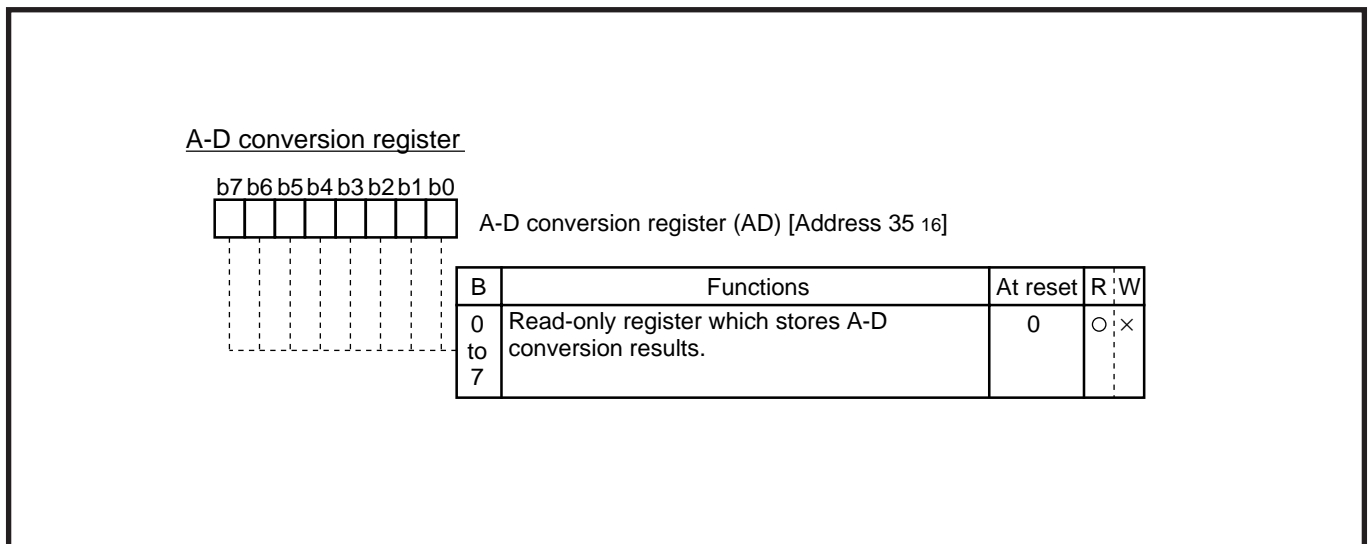 A-D conversion register
b7 b6 b5 b4 b3 b2 b1 b0
A-D conversion register (AD) [Address 35 16]
B Functions At reset R W
0 Read-only register which stores A-D 0 ○ ×
to conversion results.
7